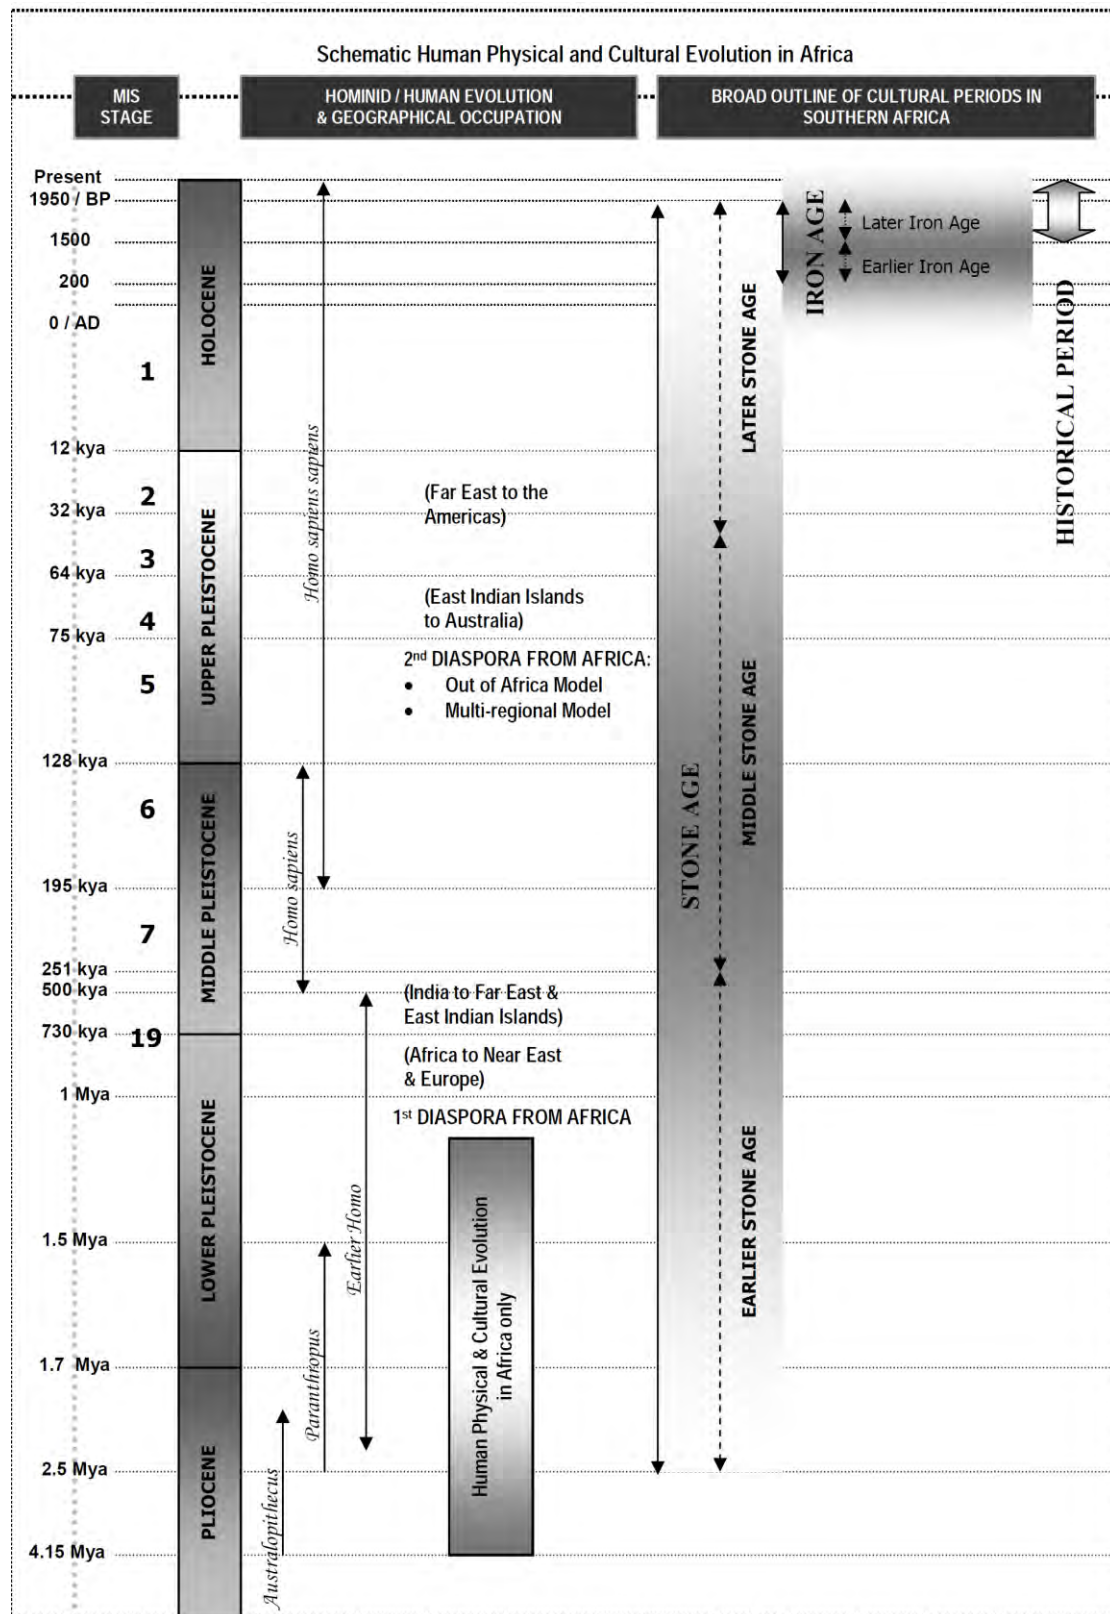 Schematic Human Physical and Cultural Evolution in Africa
MIS
STAGE
HOMINID / HUMAN EVOLUTION
& GEOGRAPHICAL OCCUPATION
BROAD OUTLINE OF CULTURAL PERIODS IN
SOUTHERN AFRICA
Present
1950 / BP
1500
200
0 / AD
12 kya
32 kya
64 kya
75 kya
128 kya
195 kya
251 kya
500 kya
730 kya
1 Mya
1.5 Mya
1.7 Mya
2.5 Mya
4.15 Mya
1
2
3
4
5
6
7
19
HOLOCENE
UPPER PLEISTOCENE
MIDDLE PLEISTOCENE
LOWER PLEISTOCENE
PLIOCENE
Homo sapiens sapiens
Homo sapiens
Earlier Homo
Paranthropus
Australopithecus
(Far East to the
Americas)
(East Indian Islands
to Australia)
2nd DIASPORA FROM AFRICA:
• Out of Africa Model
• Multi-regional Model
(India to Far East &
East Indian Islands)
(Africa to Near East
& Europe)
1st DIASPORA FROM AFRICA
Human Physical & Cultural Evolution
in Africa only
STONE AGE
LATER STONE AGE
MIDDLE STONE AGE
EARLIER STONE AGE
IRON AGE
Later Iron Age
Earlier Iron Age
HISTORICAL PERIOD